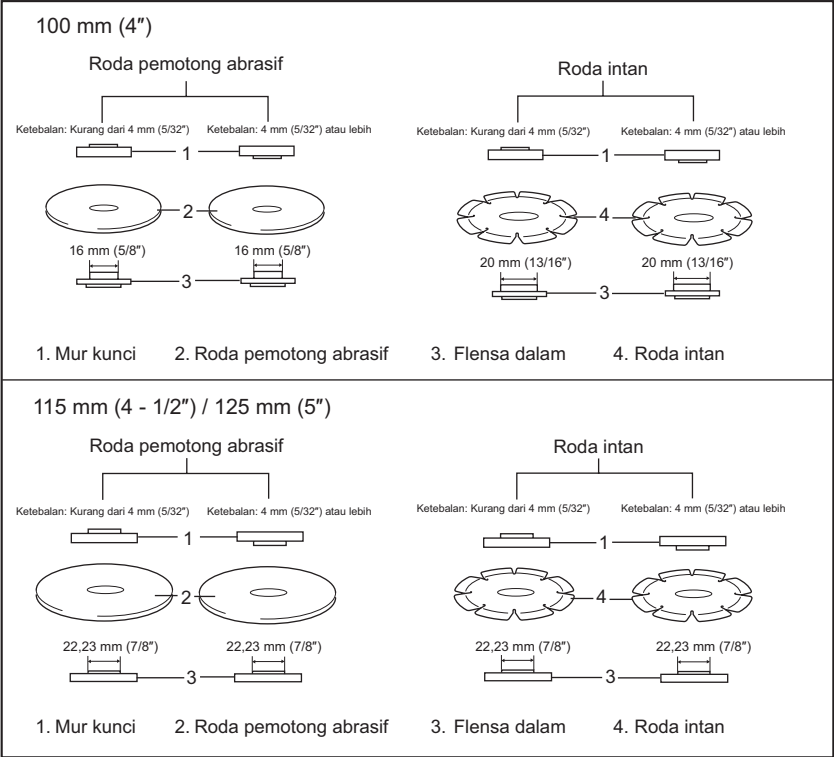 100 mm (4″)
Roda pemotong abrasif
Roda intan
Ketebalan: Kurang dari 4 mm (5/32″) Ketebalan: 4 mm (5/32″) atau lebih
Ketebalan: Kurang dari 4 mm (5/32″) Ketebalan: 4 mm (5/32″) atau lebih
1
1
2
4
16 mm (5/8″) 16 mm (5/8″)
20 mm (13/16″) 20 mm (13/16″)
3
3
1. Mur kunci 2. Roda pemotong abrasif 3. Flensa dalam 4. Roda intan
115 mm (4 - 1/2″) / 125 mm (5″)
Roda pemotong abrasif
Roda intan
Ketebalan: Kurang dari 4 mm (5/32″) Ketebalan: 4 mm (5/32″) atau lebih
Ketebalan: Kurang dari 4 mm (5/32″) Ketebalan: 4 mm (5/32″) atau lebih
1
1
2
4
22,23 mm (7/8″) 22,23 mm (7/8″)
22,23 mm (7/8″) 22,23 mm (7/8″)
3
3
1. Mur kunci 2. Roda pemotong abrasif 3. Flensa dalam 4. Roda intan